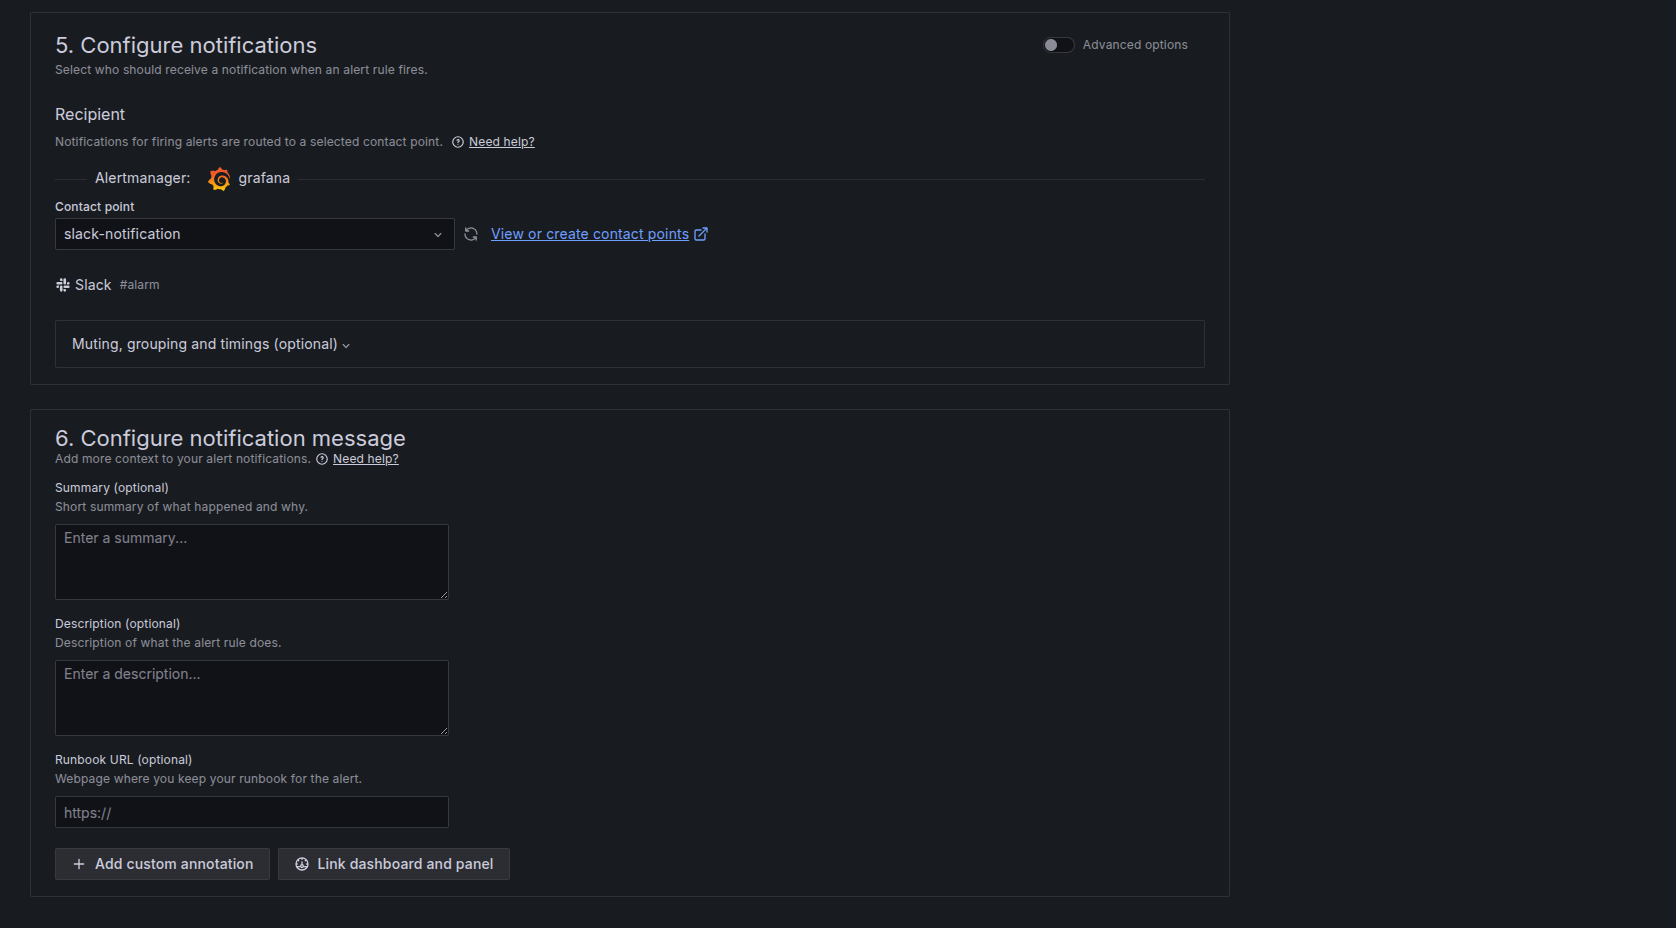 5. Configure notifications
Advanced options
Select who should receive a notification when an alert rule fires.
Recipient
Notifications for firing alerts are routed to a selected contact point. Need help?
Alertmanager: grafana
Contact point
slack-notification
View or create contact points
Slack #alarm
Muting, grouping and timings (optional)
6. Configure notification message
Add more context to your alert notifications. Need help?
Summary (optional)
Short summary of what happened and why.
Enter a summary...
Description (optional)
Description of what the alert rule does.
Enter a description...
Runbook URL (optional)
Webpage where you keep your runbook for the alert.
https://
Add custom annotation
Link dashboard and panel